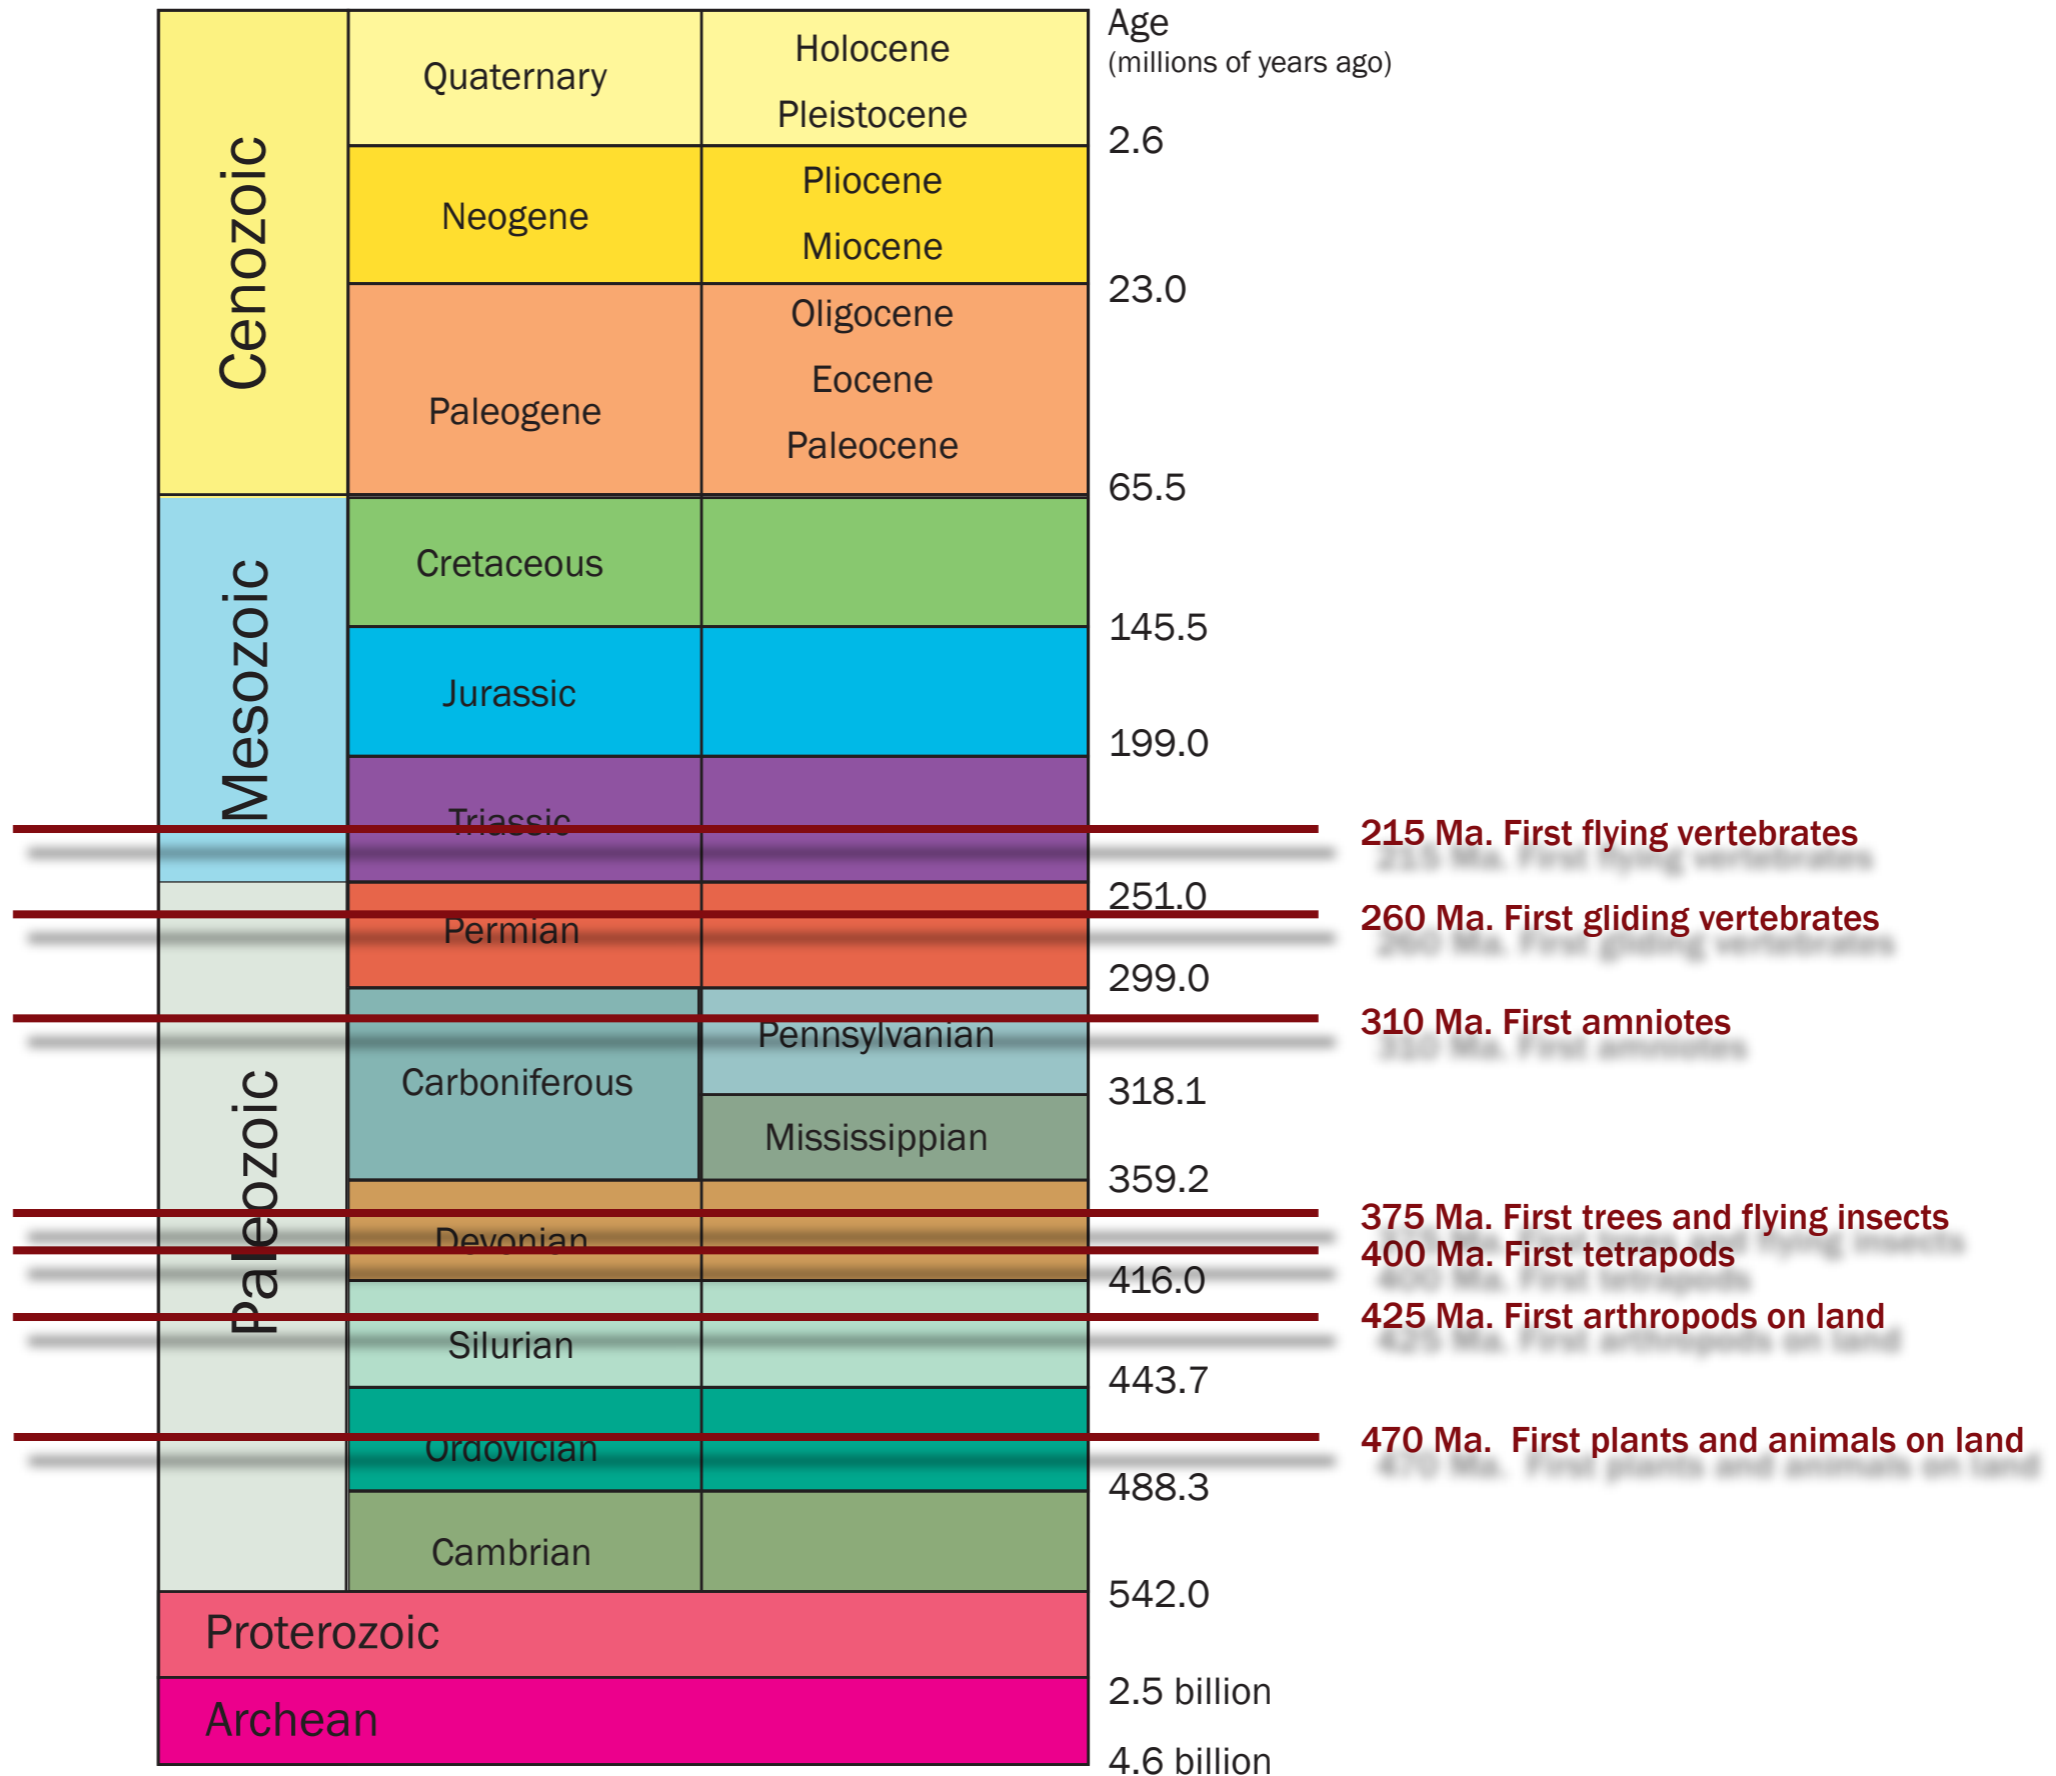 Age
(millions of years ago)
Cenozoic
Quaternary
Holocene
Pleistocene
2.6
Neogene
Pliocene
Miocene
23.0
Paleogene
Oligocene
Eocene
Paleocene
65.5
Mesozoic
Cretaceous
145.5
Jurassic
199.0
Triassic
215 Ma. First flying vertebrates
251.0
Paleozoic
Permian
260 Ma. First gliding vertebrates
299.0
Carboniferous
Pennsylvanian
310 Ma. First amniotes
318.1
Mississippian
359.2
Devonian
375 Ma. First trees and flying insects
400 Ma. First tetrapods
416.0
Silurian
425 Ma. First arthropods on land
443.7
Ordovician
470 Ma. First plants and animals on land
488.3
Cambrian
542.0
Proterozoic
2.5 billion
Archean
4.6 billion